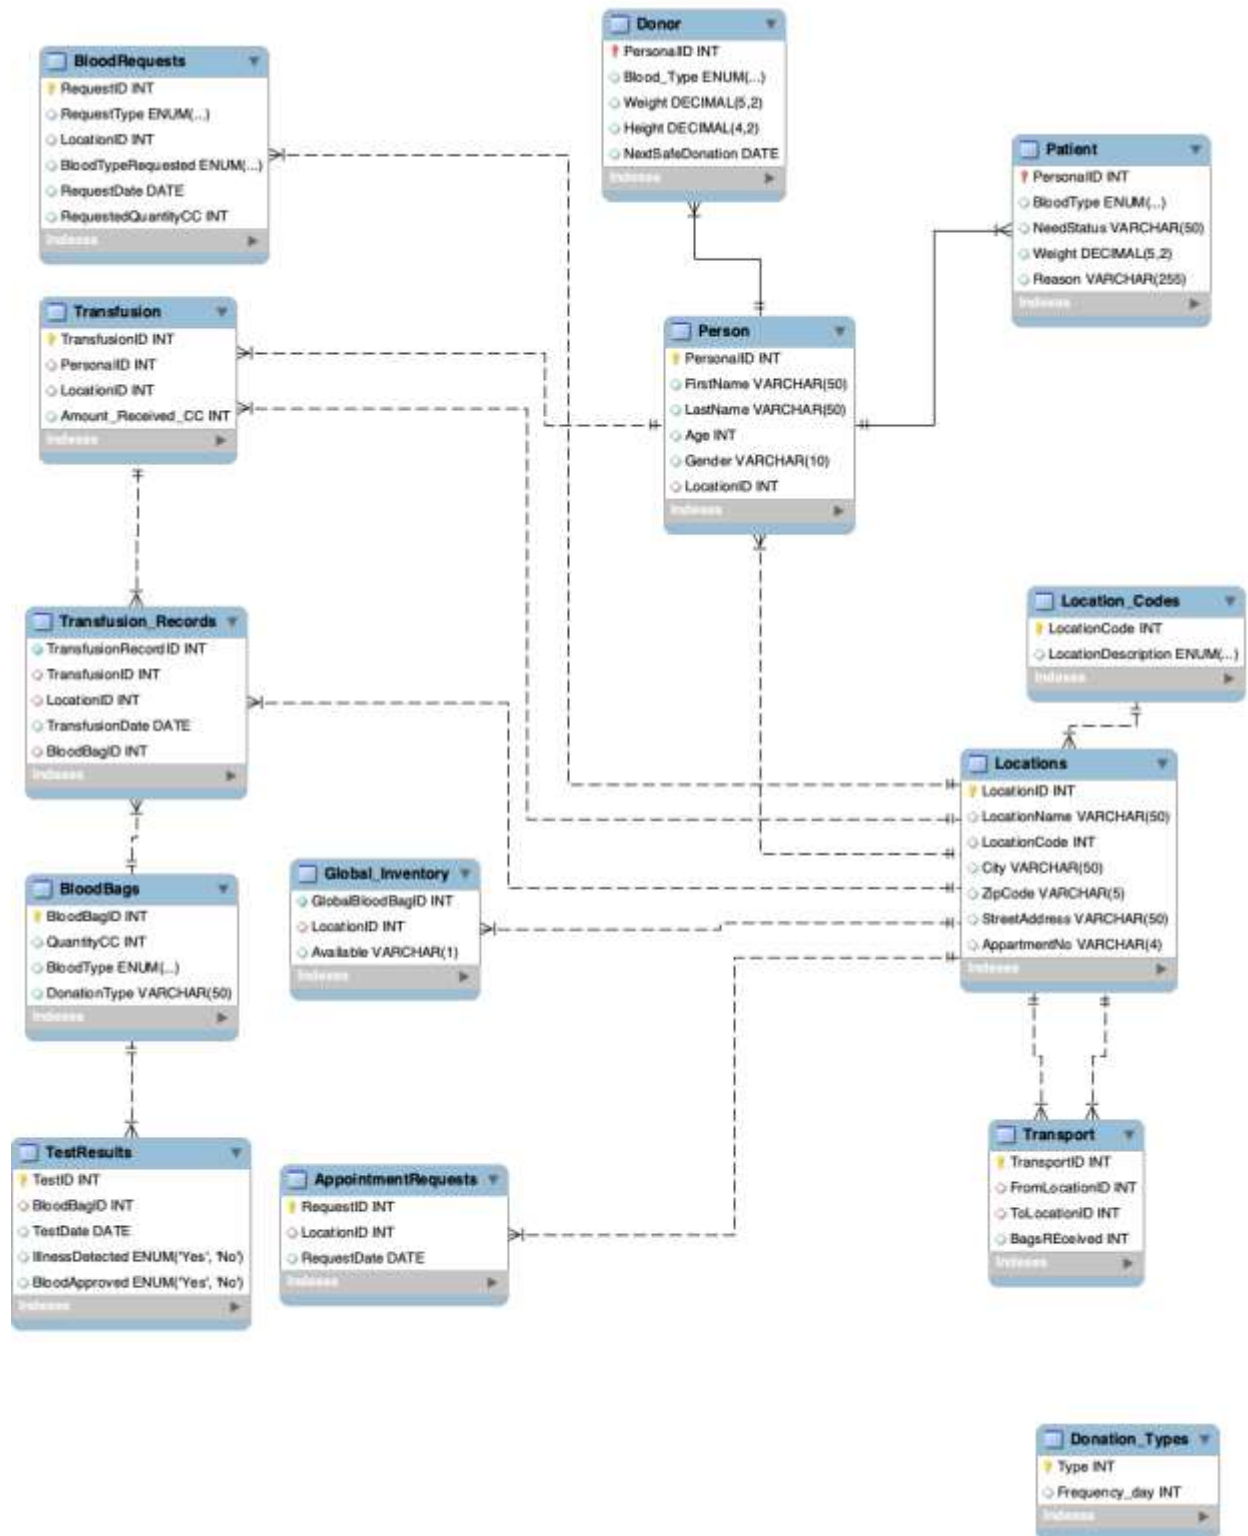 Donor
PersonalID INT
Blood_Type ENUM(...)
Weight DECIMAL(5,2)
Height DECIMAL(4,2)
NextSafeDonation DATE
Indexes
BloodRequests
RequestID INT
RequestType ENUM(...)
LocationID INT
BloodTypeRequested ENUM(...)
RequestDate DATE
RequestedQuantityCC INT
Indexes
Patient
PersonalID INT
BloodType ENUM(...)
NeedStatus VARCHAR(50)
Weight DECIMAL(5,2)
Reason VARCHAR(255)
Indexes
Transfusion
TransfusionID INT
PersonalID INT
LocationID INT
Amount_Received_CC INT
Indexes
Person
PersonalID INT
FirstName VARCHAR(50)
LastName VARCHAR(50)
Age INT
Gender VARCHAR(10)
LocationID INT
Indexes
Transfusion_Records
TransfusionRecordID INT
TransfusionID INT
LocationID INT
TransfusionDate DATE
BloodBagID INT
Indexes
Location_Codes
LocationCode INT
LocationDescription ENUM(...)
Indexes
Locations
LocationID INT
LocationName VARCHAR(50)
LocationCode INT
City VARCHAR(50)
ZipCode VARCHAR(5)
StreetAddress VARCHAR(50)
AppartmentNo VARCHAR(4)
Indexes
BloodBags
BloodBagID INT
QuantityCC INT
BloodType ENUM(...)
DonationType VARCHAR(50)
Indexes
Global_Inventory
GlobalBloodBagID INT
LocationID INT
Available VARCHAR(1)
Indexes
TestResults
TestID INT
BloodBagID INT
TestDate DATE
IllnessDetected ENUM('Yes', 'No')
BloodApproved ENUM('Yes', 'No')
Indexes
AppointmentRequests
RequestID INT
LocationID INT
RequestDate DATE
Indexes
Transport
TransportID INT
FromLocationID INT
ToLocationID INT
BagsREceived INT
Indexes
Donation_Types
Type INT
Frequency_day INT
Indexes